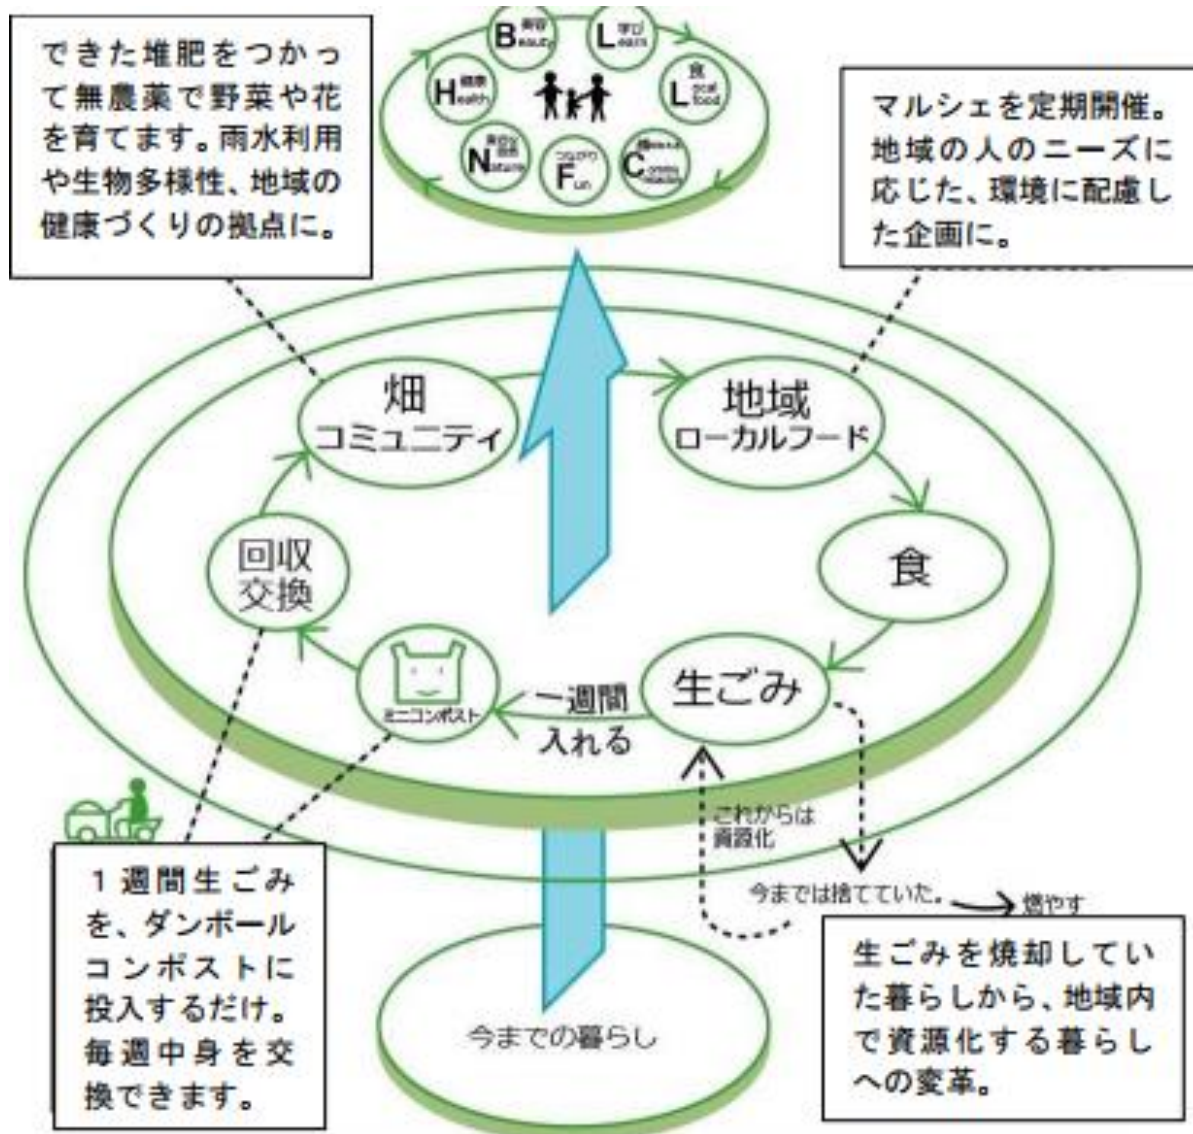 できた堆肥をつかっ
て無農薬で野菜や花
を育てます。雨水利用
や生物多様性、地域の
健康づくりの拠点に。
美容
Beauty
学び
Learn
健康
Health
食
Local
food
Nature
つながり
Fun
マルシェを定期開催。
地域の人のニーズに
応じた、環境に配慮し
た企画に。
畑
コミュニティ
地域
ローカルフード
回収
交換
食
ミニコンポスト
一週間
入れる
生ごみ
これからは
資源化
今までは捨てていた。
燃やす
1週間生ごみ
を、ダンボール
コンポストに
投入するだけ。
毎週中身を交
換できます。
今までの暮らし
生ごみを焼却してい
た暮らしから、地域内
で資源化する暮らし
への変革。